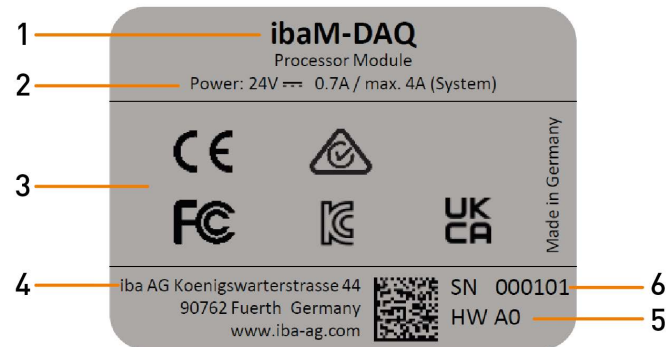 1
ibaM-DAQ
Processor Module
2
Power: 24V ⎓ 0.7A / max. 4A (System)
3
CE
FC
KC
UK
CA
Made in Germany
4
iba AG Koenigswarterstrasse 44
90762 Fuerth Germany
www.iba-ag.com
SN 000101
6
HW A0
5